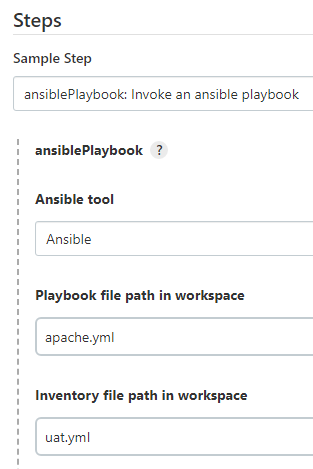 Steps
Sample Step
ansiblePlaybook: Invoke an ansible playbook
ansiblePlaybook ?
Ansible tool
Ansible
Playbook file path in workspace
apache.yml
Inventory file path in workspace
uat.yml